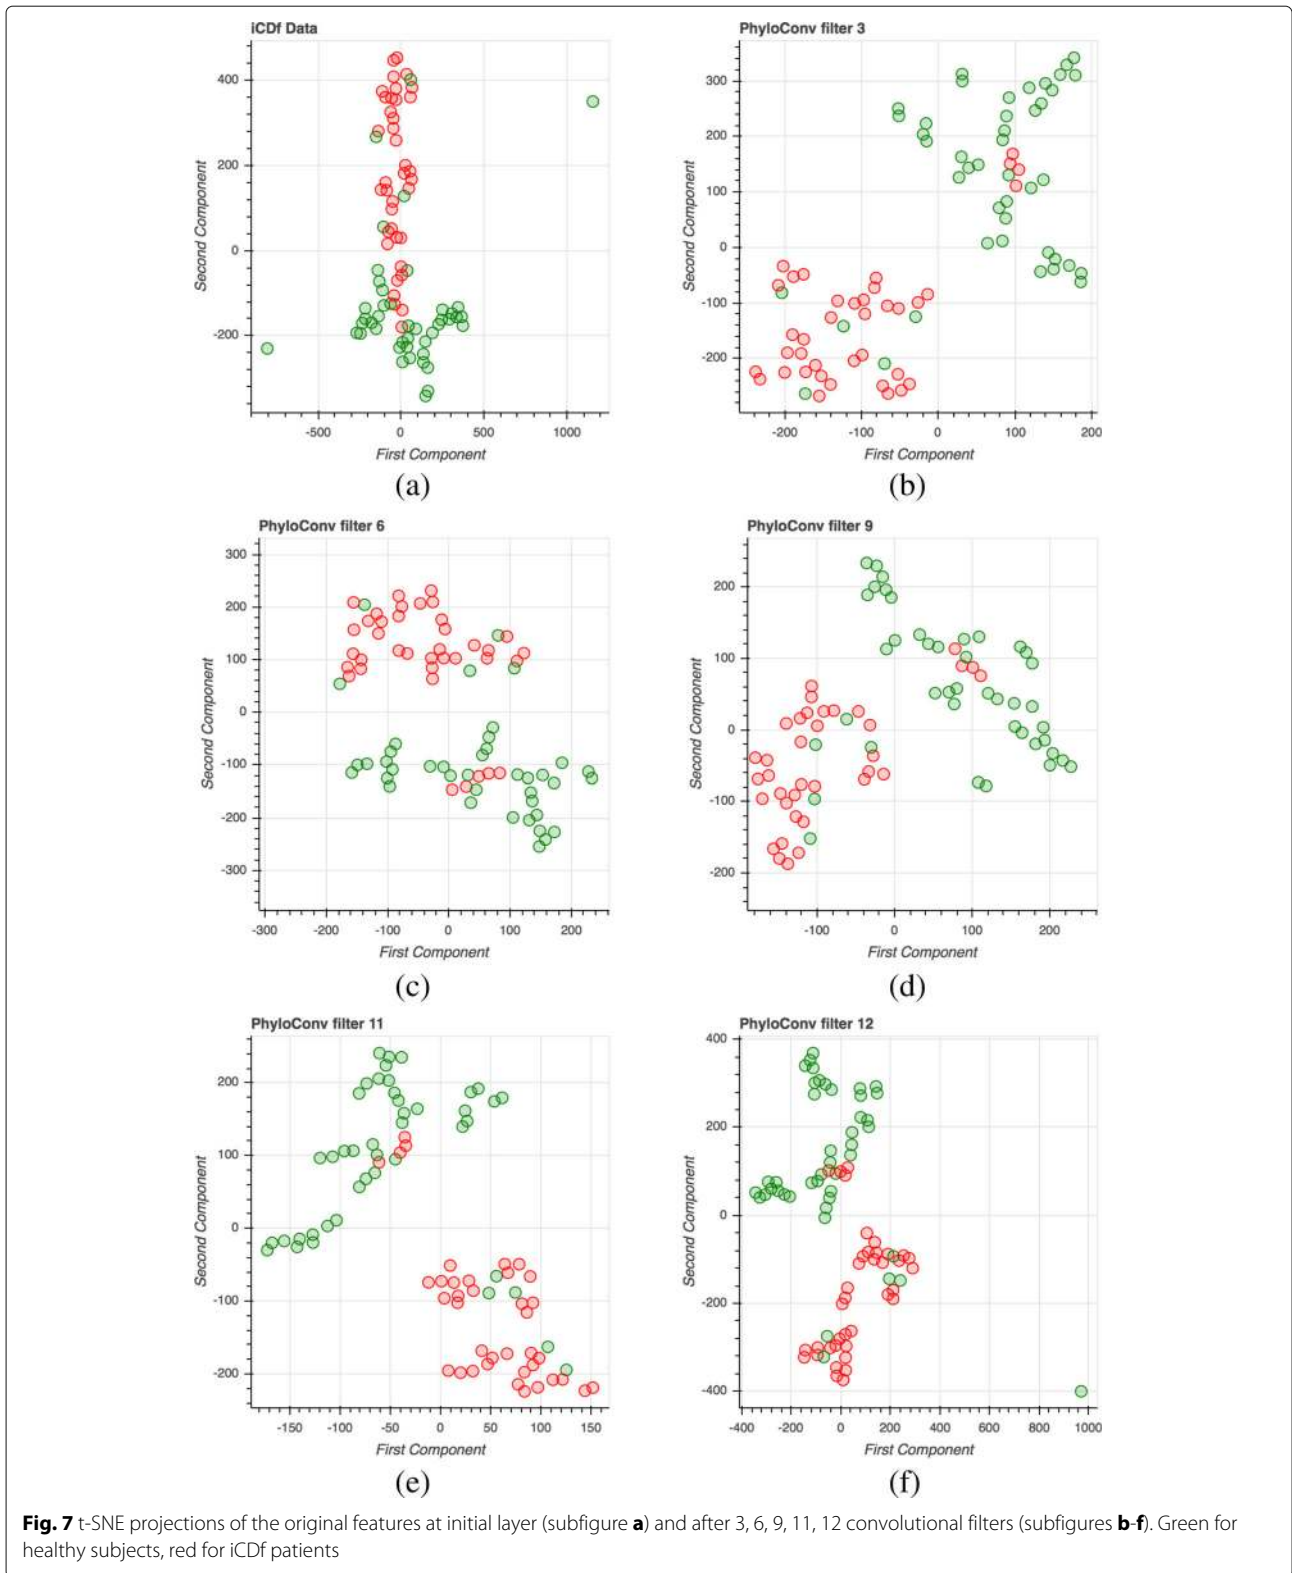 iCDf Data
PhyloConv filter 3
400
200
0
-200
Second Component
-500
0
500
1000
First Component
(a)
300
200
100
0
-100
-200
Second Component
-200
-100
0
100
200
First Component
(b)
PhyloConv filter 6
PhyloConv filter 9
300
200
100
0
-100
-200
-300
Second Component
-300
-200
-100
0
100
200
First Component
(c)
200
100
0
-100
-200
Second Component
-100
0
100
200
First Component
(d)
PhyloConv filter 11
PhyloConv filter 12
200
100
0
-100
-200
Second Component
-150
-100
-50
0
50
100
150
First Component
(e)
400
200
0
-200
-400
Second Component
-400
-200
0
200
400
600
800
1000
First Component
(f)
Fig. 7 t-SNE projections of the original features at initial layer (subfigure a) and after 3, 6, 9, 11, 12 convolutional filters (subfigures b-f). Green for
healthy subjects, red for iCDf patients